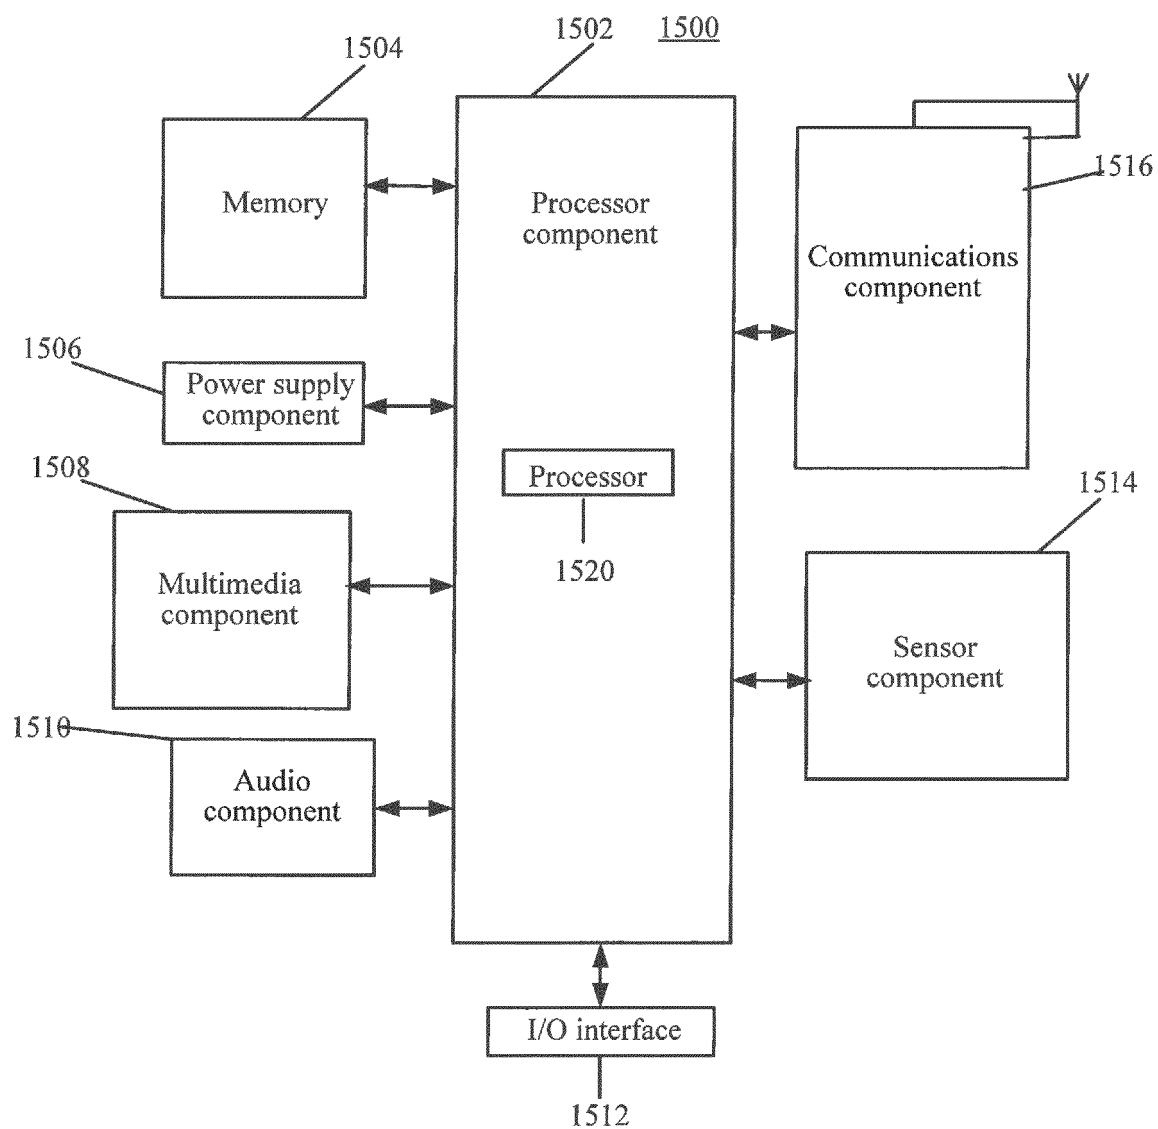 1502
1500
1504
1516
Memory
Processor
component
Communications
component
1506
Power supply
component
1508
Processor
1514
1520
Multimedia
component
Sensor
component
1510
Audio
component
I/O interface
1512